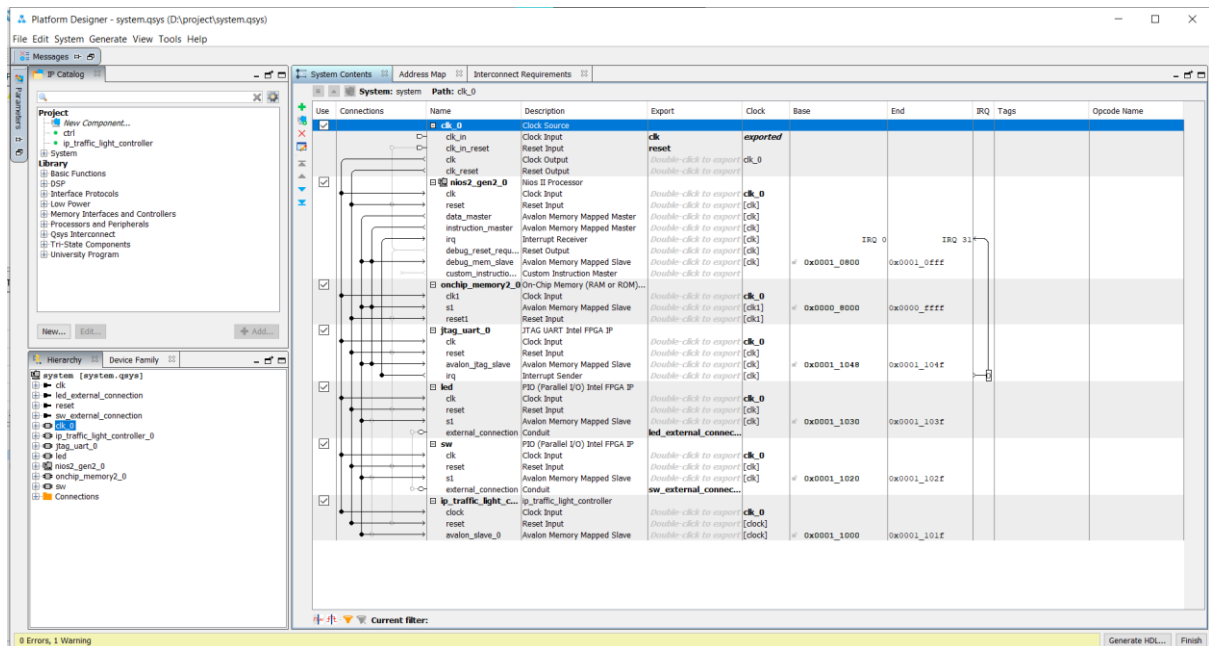 Platform Designer - system.qsys (D:\project\system.qsys)
File Edit System Generate View Tools Help
Messages
Parameters
IP Catalog
Project
New Component...
ctrl
ip_traffic_light_controller
System
Library
Basic Functions
DSP
Interface Protocols
Low Power
Memory Interfaces and Controllers
Processors and Peripherals
Qsys Interconnect
Tri-State Components
University Program
New... Edit... Add...
Hierarchy Device Family
system [system.qsys]
clk
led_external_connection
reset
sw_external_connection
clk_0
ip_traffic_light_controller_0
jtag_uart_0
led
nios2_gen2_0
onchip_memory2_0
sw
Connections
System Contents Address Map Interconnect Requirements
System: system Path: clk_0
Use Connections Name Description Export Clock Base End IRQ Tags Opcode Name
clk_0 Clock Source
clk_in Clock Input clk exported
clk_in_reset Reset Input reset
clk Clock Output Double-click to export clk_0
clk_reset Reset Output Double-click to export
nios2_gen2_0 Nios II Processor
clk Clock Input Double-click to export clk_0
reset Reset Input Double-click to export [clk]
data_master Avalon Memory Mapped Master Double-click to export [clk]
instruction_master Avalon Memory Mapped Master Double-click to export [clk]
irq Interrupt Receiver Double-click to export [clk] IRQ 0 IRQ 31
debug_reset_requ... Reset Output Double-click to export [clk]
debug_mem_slave Avalon Memory Mapped Slave Double-click to export [clk] 0x0001_0800 0x0001_0fff
custom_instructio... Custom Instruction Master Double-click to export
onchip_memory2_0 On-Chip Memory (RAM or ROM)...
clk1 Clock Input Double-click to export clk_0
s1 Avalon Memory Mapped Slave Double-click to export [clk1] 0x0000_8000 0x0000_ffff
reset1 Reset Input Double-click to export [clk1]
jtag_uart_0 JTAG UART Intel FPGA IP
clk Clock Input Double-click to export clk_0
reset Reset Input Double-click to export [clk]
avalon_jtag_slave Avalon Memory Mapped Slave Double-click to export [clk] 0x0001_1048 0x0001_104f
irq Interrupt Sender Double-click to export [clk]
led PIO (Parallel I/O) Intel FPGA IP
clk Clock Input Double-click to export clk_0
reset Reset Input Double-click to export [clk]
s1 Avalon Memory Mapped Slave Double-click to export [clk] 0x0001_1030 0x0001_103f
external_connection Conduit led_external_connec...
sw PIO (Parallel I/O) Intel FPGA IP
clk Clock Input Double-click to export clk_0
reset Reset Input Double-click to export [clk]
s1 Avalon Memory Mapped Slave Double-click to export [clk] 0x0001_1020 0x0001_102f
external_connection Conduit sw_external_connec...
ip_traffic_light_c... ip_traffic_light_controller
clock Clock Input Double-click to export clk_0
reset Reset Input Double-click to export [clock]
avalon_slave_0 Avalon Memory Mapped Slave Double-click to export [clock] 0x0001_1000 0x0001_101f
Current filter:
0 Errors, 1 Warning
Generate HDL... Finish